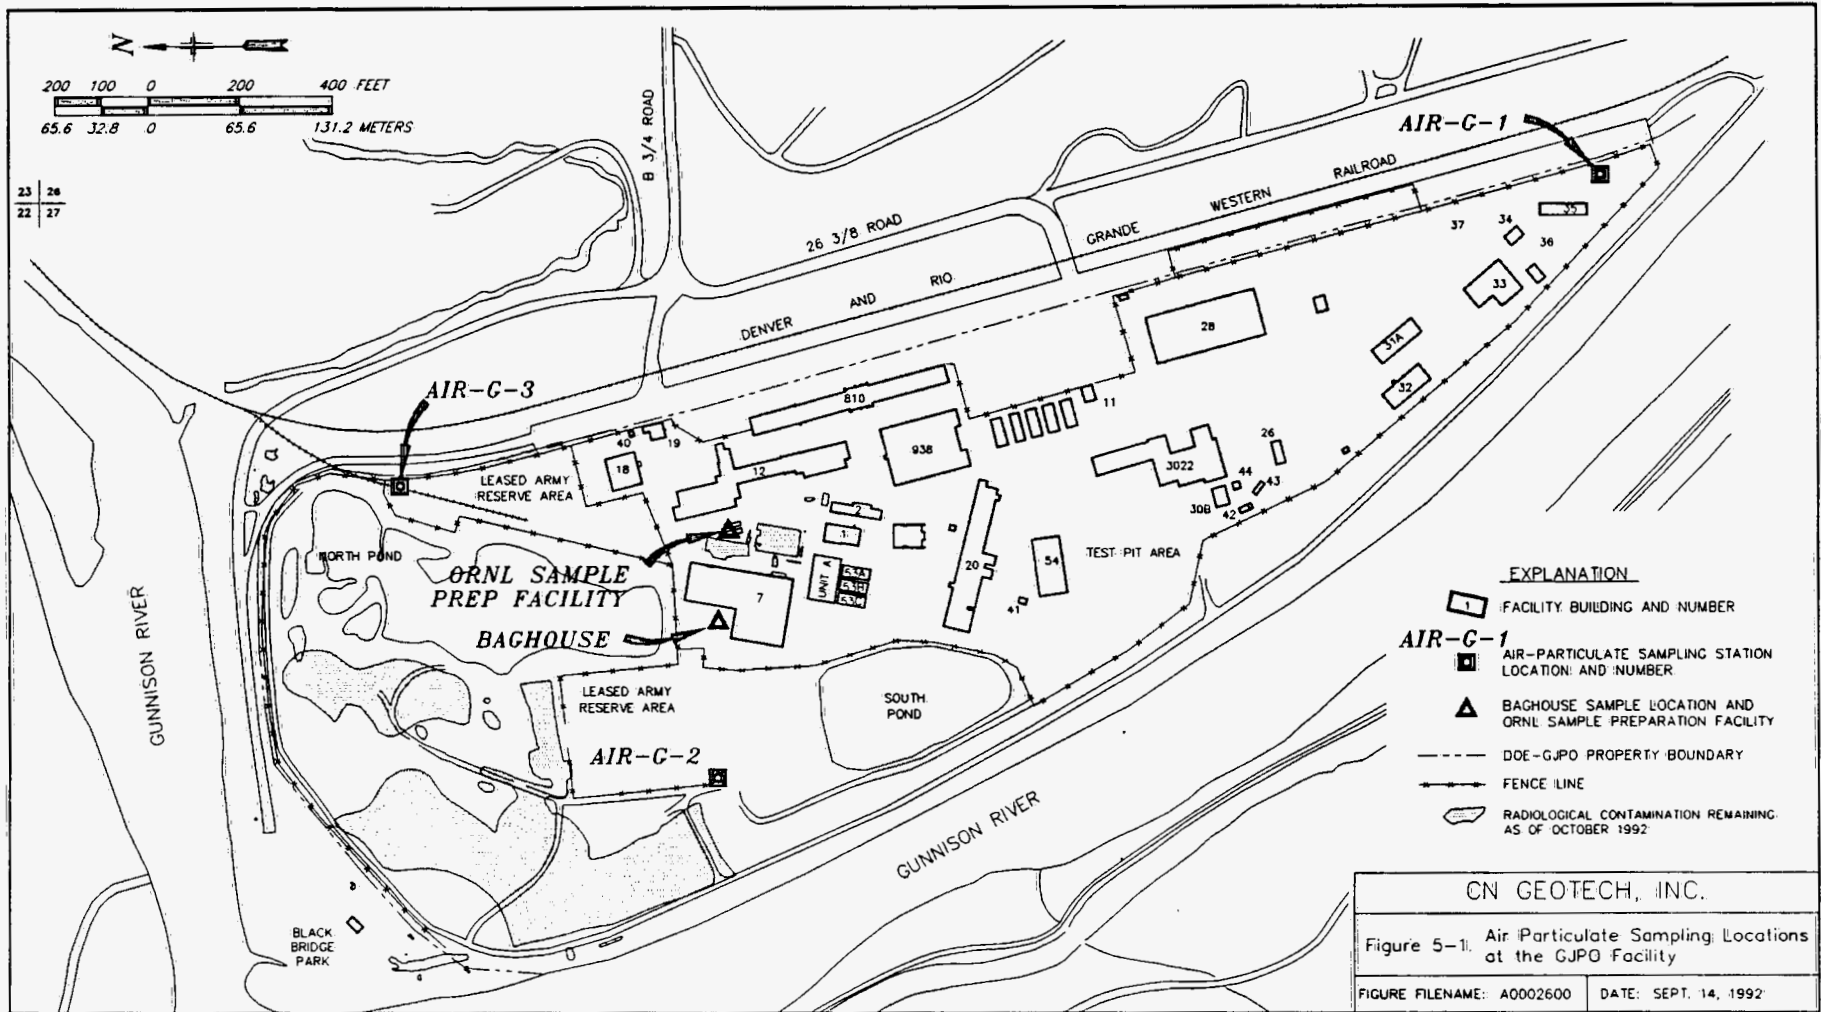 N
200 100 0 200 400 FEET
65.6 32.8 .0 65.6 131.2 METERS
23 26
22 27
B 3/4 ROAD
26 3/8 ROAD
DENVER AND RIO GRANDE WESTERN RAILROAD
AIR-G-1
AIR-G-3
35
34
36
37
33
31A
32
28
11
810
938
12
19
40
18
LEASED ARMY
RESERVE AREA
3022
26
44
43
30B
42
2
1
20
54
41
TEST PIT AREA
UNIT A
53A
53B
53C
7
NORTH POND
ORNL SAMPLE
PREP FACILITY
BAGHOUSE
LEASED ARMY
RESERVE AREA
SOUTH
POND
AIR-G-2
GUNNISON RIVER
GUNNISON RIVER
BLACK
BRIDGE
PARK
EXPLANATION
1 FACILITY BUILDING AND NUMBER
AIR-G-1
AIR-PARTICULATE SAMPLING STATION
LOCATION AND NUMBER
BAGHOUSE SAMPLE LOCATION AND
ORNL SAMPLE PREPARATION FACILITY
DOE-GJPO PROPERTY BOUNDARY
FENCE LINE
RADIOLOGICAL CONTAMINATION REMAINING
AS OF OCTOBER 1992
CN GEOTECH, INC.
Figure 5-1. Air Particulate Sampling Locations
at the GJPO Facility
FIGURE FILENAME: A0002600 DATE: SEPT. 14, 1992